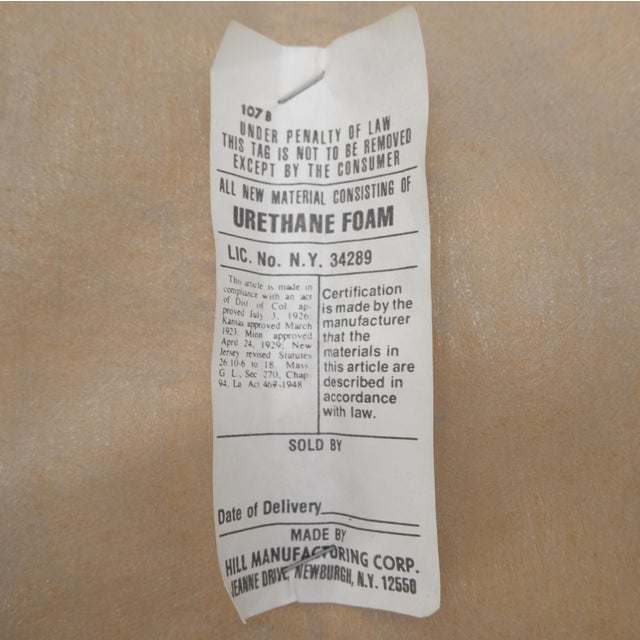 107 B
UNDER PENALTY OF LAW
THIS TAG IS NOT TO BE REMOVED
EXCEPT BY THE CONSUMER
ALL NEW MATERIAL CONSISTING OF
URETHANE FOAM
LIC. No. N.Y. 34289
This article is made in
compliance with an act
of Dist of Col ap-
proved July 3, 1926;
Kansas approved March
1923; Minn approved
April 24, 1929; New
Jersey revised Statutes
26:10-6 to 18. Mass
G L., Sec 270, Chap
94, La Act 467-1948
Certification
is made by the
manufacturer
that the
materials in
this article are
described in
accordance
with law.
SOLD BY
Date of Delivery
MADE BY
HILL MANUFACTURING CORP.
JEANNE DRIVE, NEWBURGH, N.Y. 12550